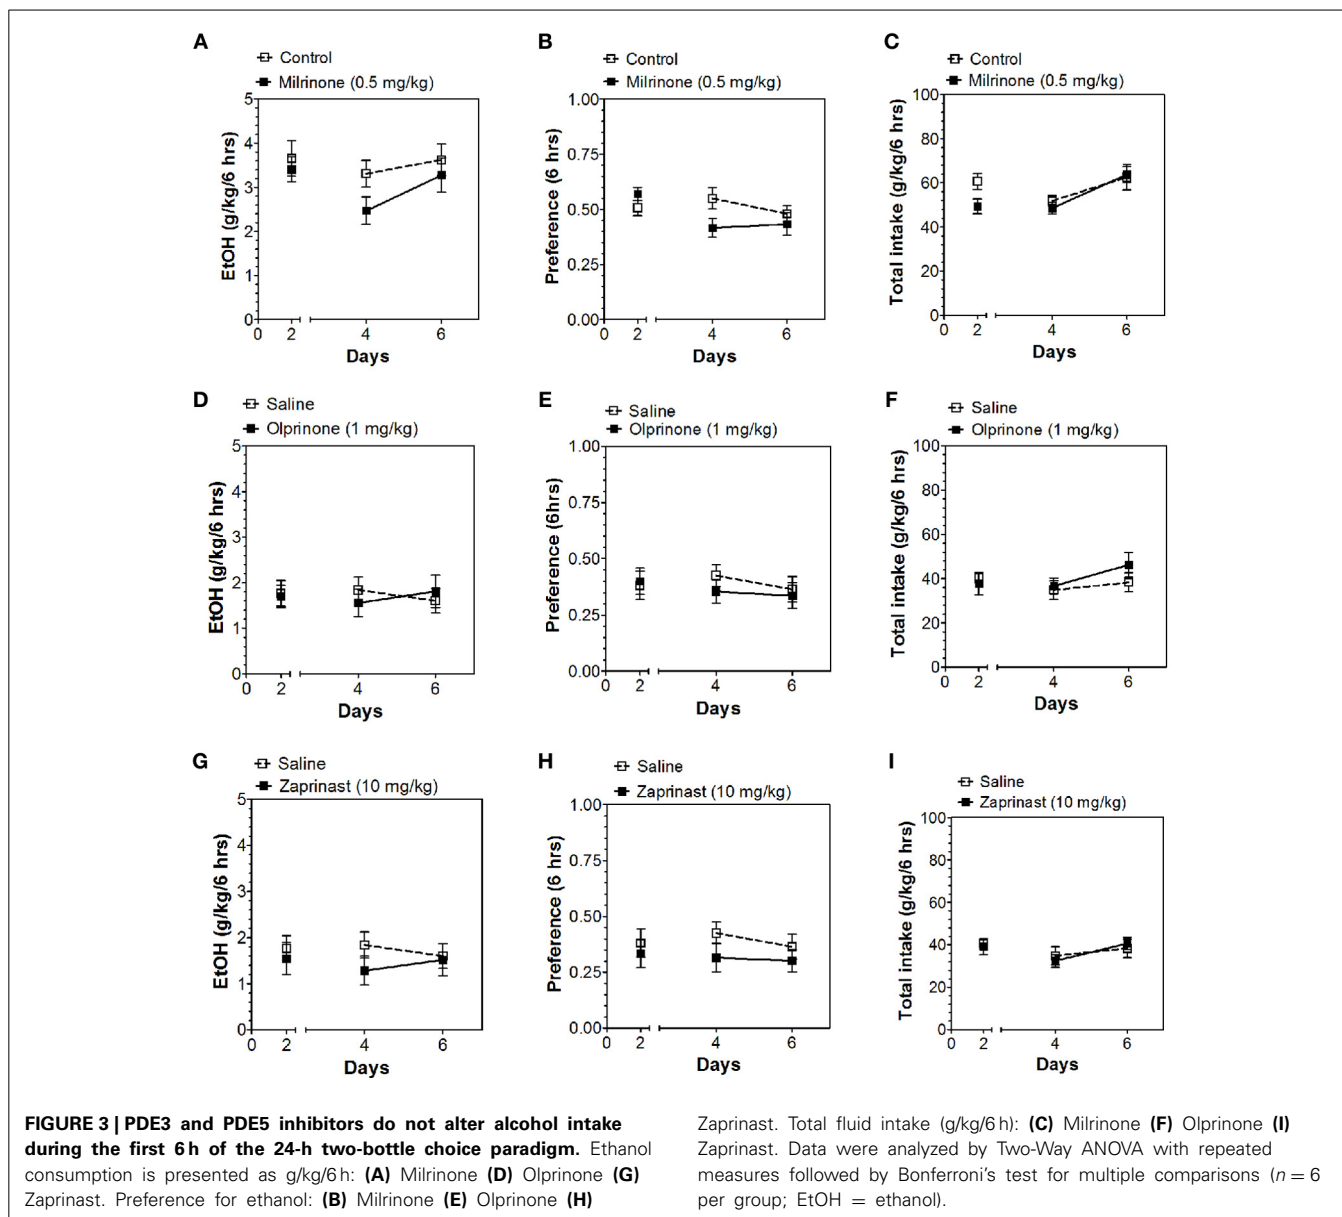 A
Control
Milrinone (0.5 mg/kg)
5
4
3
2
1
0
0 2 4 6
EtOH (g/kg/6 hrs)
Days
B
Control
Milrinone (0.5 mg/kg)
1.00
0.75
0.50
0.25
0.00
0 2 4 6
Preference (6 hrs)
Days
C
Control
Milrinone (0.5 mg/kg)
100
80
60
40
20
0
0 2 4 6
Total intake (g/kg/6 hrs)
Days
D
Saline
Olprinone (1 mg/kg)
5
4
3
2
1
0
0 2 4 6
EtOH (g/kg/6 hrs)
Days
E
Saline
Olprinone (1 mg/kg)
1.00
0.75
0.50
0.25
0.00
0 2 4 6
Preference (6hrs)
Days
F
Saline
Olprinone (1 mg/kg)
100
80
60
40
20
0
0 2 4 6
Total intake (g/kg/6 hrs)
Days
G
Saline
Zaprinast (10 mg/kg)
5
4
3
2
1
0
0 2 4 6
EtOH (g/kg/6 hrs)
Days
H
Saline
Zaprinast (10 mg/kg)
1.00
0.75
0.50
0.25
0.00
0 2 4 6
Preference (6 hrs)
Days
I
Saline
Zaprinast (10 mg/kg)
100
80
60
40
20
0
0 2 4 6
Total intake (g/kg/6 hrs)
Days
FIGURE 3 | PDE3 and PDE5 inhibitors do not alter alcohol intake
during the first 6 h of the 24-h two-bottle choice paradigm. Ethanol
consumption is presented as g/kg/6 h: (A) Milrinone (D) Olprinone (G)
Zaprinast. Preference for ethanol: (B) Milrinone (E) Olprinone (H)
Zaprinast. Total fluid intake (g/kg/6 h): (C) Milrinone (F) Olprinone (I)
Zaprinast. Data were analyzed by Two-Way ANOVA with repeated
measures followed by Bonferroni's test for multiple comparisons (n = 6
per group; EtOH = ethanol).